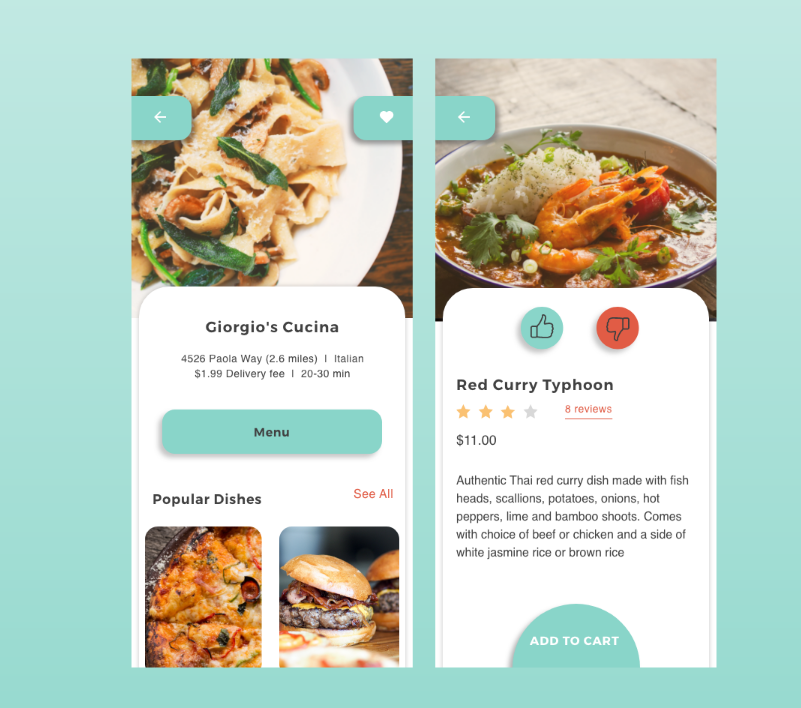 Giorgio's Cucina
4526 Paola Way (2.6 miles) | Italian
$1.99 Delivery fee | 20-30 min
Menu
Popular Dishes
See All
Red Curry Typhoon
8 reviews
$11.00
Authentic Thai red curry dish made with fish
heads, scallions, potatoes, onions, hot
peppers, lime and bamboo shoots. Comes
with choice of beef or chicken and a side of
white jasmine rice or brown rice
ADD TO CART